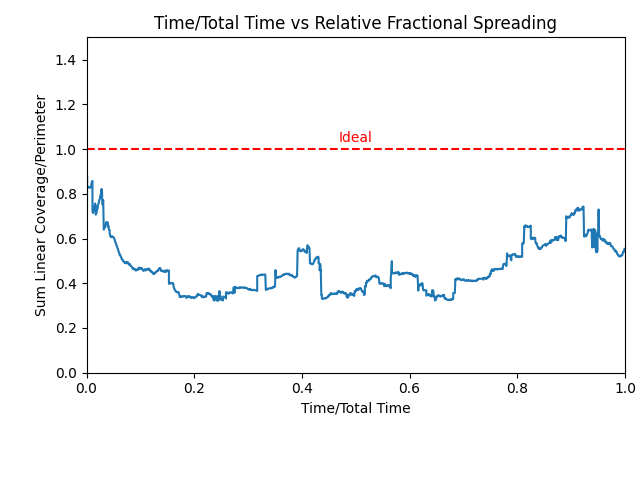 Time/Total Time vs Relative Fractional Spreading
1.4
1.2
Ideal
1.0
0.8
0.6
0.4
0.2
0.0
Sum Linear Coverage/Perimeter
0.0 0.2 0.4 0.6 0.8 1.0
Time/Total Time